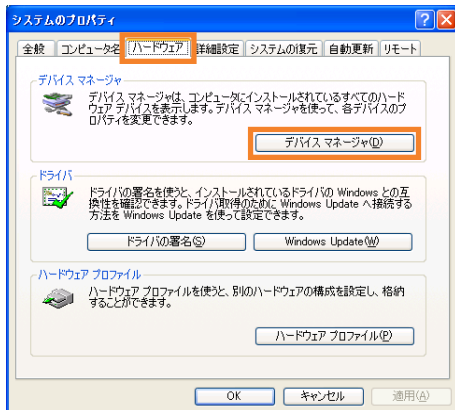 システムのプロパティ
全般 コンピュータ名 ハードウェア 詳細設定 システムの復元 自動更新 リモート
デバイス マネージャ
デバイス マネージャは、コンピュータにインストールされているすべてのハード
ウェア デバイスを表示します。デバイス マネージャを使って、各デバイスのプ
ロパティを変更できます。
デバイス マネージャ(D)
ドライバ
ドライバの署名を使うと、インストールされているドライバの Windows との互
換性を確認できます。ドライバ取得のために Windows Update へ接続する
方法を Windows Update を使って設定できます。
ドライバの署名(S) Windows Update(W)
ハードウェア プロファイル
ハードウェア プロファイルを使うと、別のハードウェアの構成を設定し、格納
することができます。
ハードウェア プロファイル(P)
OK キャンセル 適用(A)